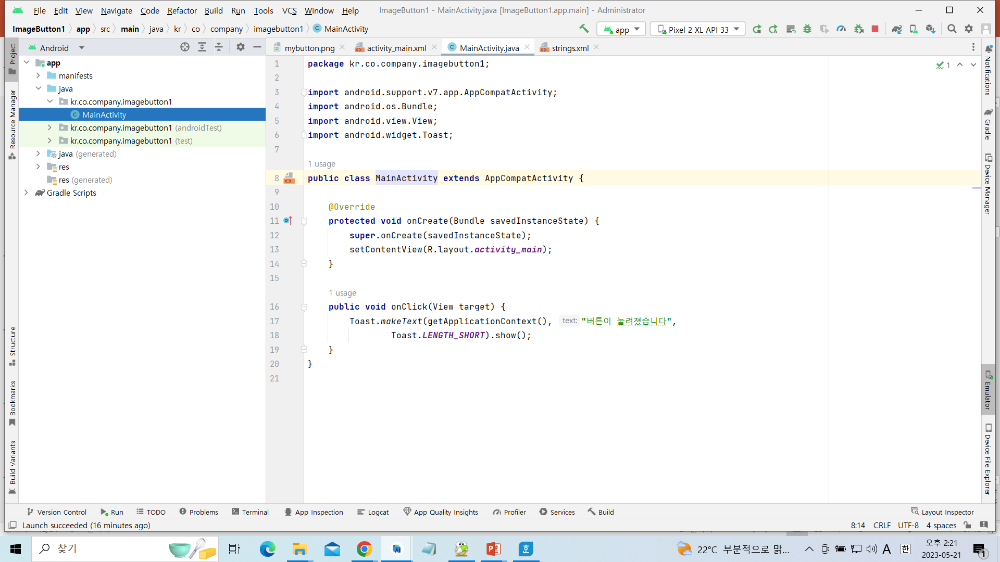 File Edit View Navigate Code Refactor Build Run Tools VCS Window Help ImageButton1 - MainActivity.java [ImageButton1.app.main] - Administrator
ImageButton1 app src main java kr co company imagebutton1 MainActivity app Pixel 2 XL API 33
Project
Resource Manager
Structure
Bookmarks
Build Variants
Android
app
manifests
java
kr.co.company.imagebutton1
MainActivity
kr.co.company.imagebutton1 (androidTest)
kr.co.company.imagebutton1 (test)
java (generated)
res
res (generated)
Gradle Scripts
mybutton.png activity_main.xml MainActivity.java strings.xml
1 package kr.co.company.imagebutton1; 1
2
3 import android.support.v7.app.AppCompatActivity;
4 import android.os.Bundle;
5 import android.view.View;
6 import android.widget.Toast;
7
1 usage
8 public class MainActivity extends AppCompatActivity {
9
10 @Override
11 protected void onCreate(Bundle savedInstanceState) {
12 super.onCreate(savedInstanceState);
13 setContentView(R.layout.activity_main);
14 }
15
1 usage
16 public void onClick(View target) {
17 Toast.makeText(getApplicationContext(), text: "버튼이 눌려졌습니다",
18 Toast.LENGTH_SHORT).show();
19 }
20 }
21
Notifications
Gradle
Device Manager
Emulator
Device File Explorer
Version Control Run TODO Problems Terminal App Inspection Logcat App Quality Insights Profiler Services Build Layout Inspector
Launch succeeded (16 minutes ago) 8:14 CRLF UTF-8 4 spaces
찾기 22°C 부분적으로 맑... A 한 오후 2:21
2023-05-21 1